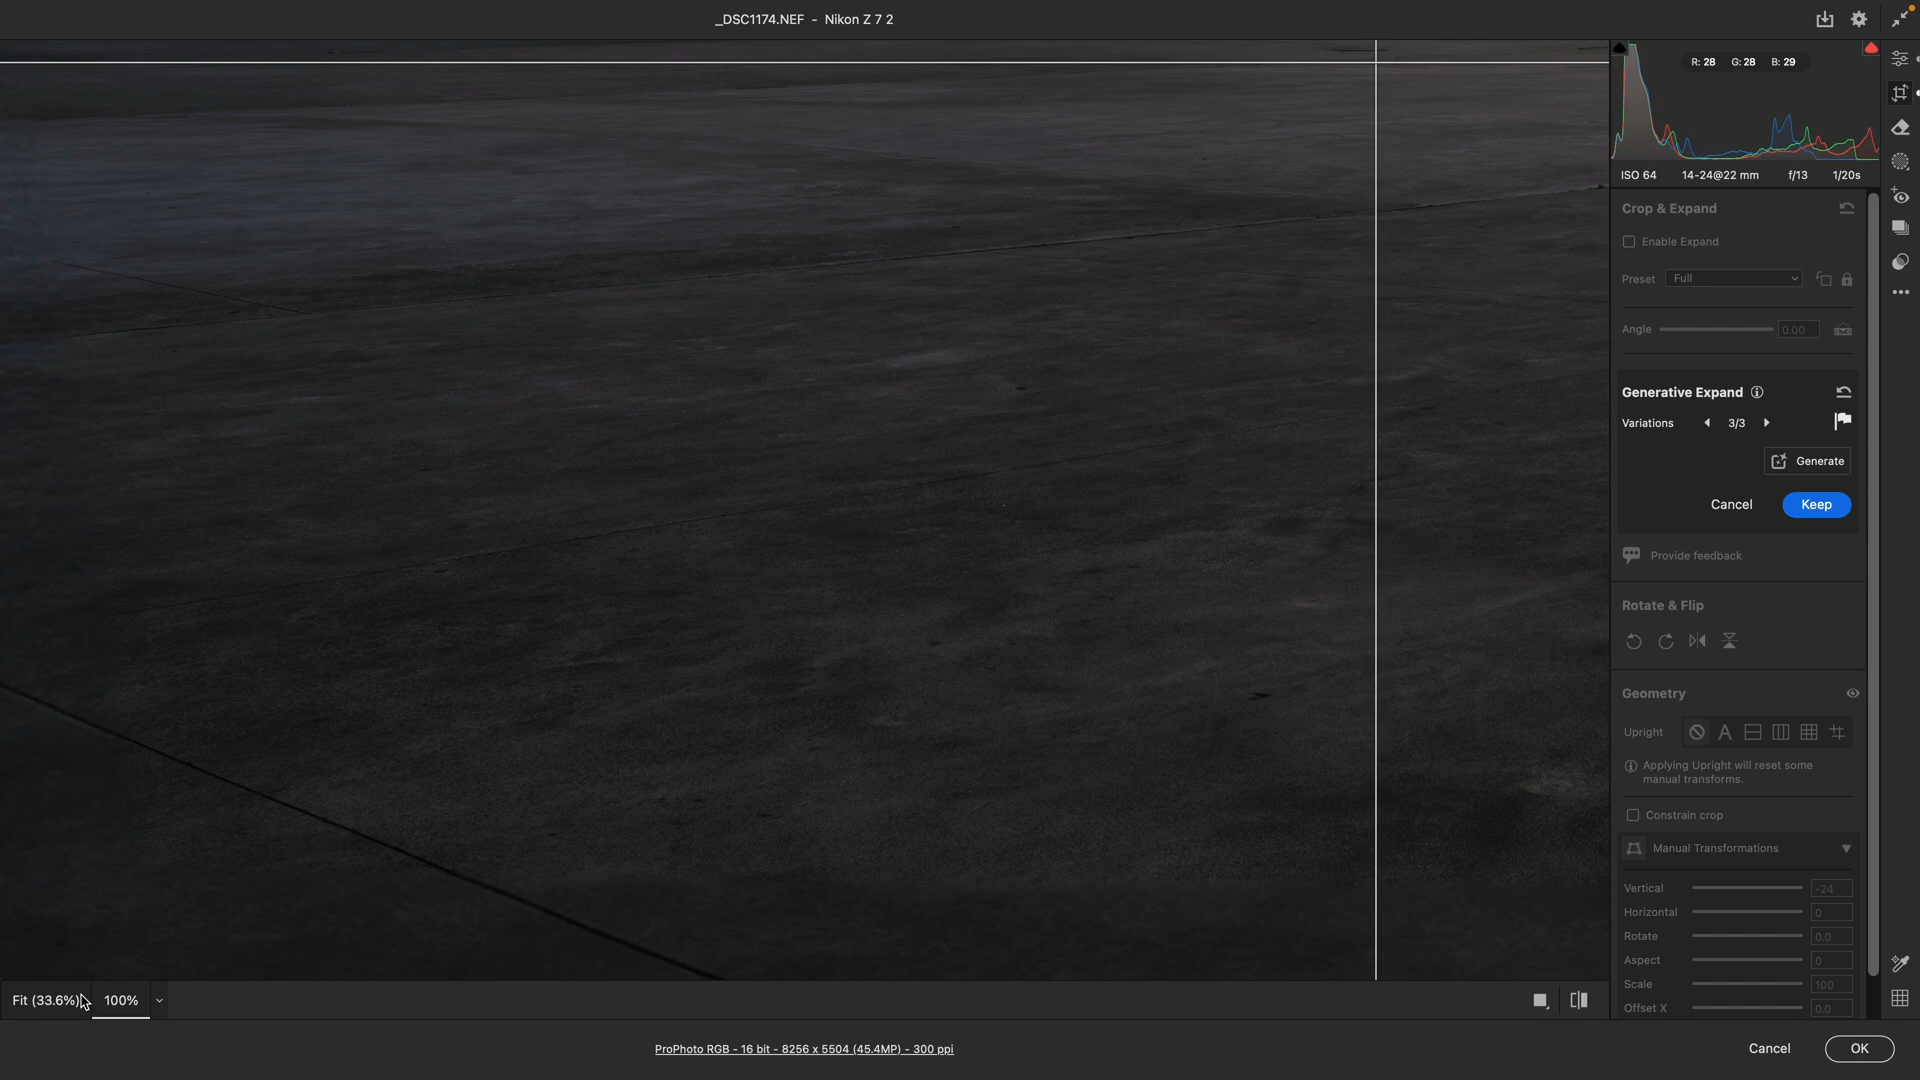 _DSC1174.NEF - Nikon Z 7 2
R: 28 G: 28 B: 29
ISO 64 14-24@22 mm f/13 1/20s
Crop & Expand
Enable Expand
Preset Full
Angle 0.00
Generative Expand
Variations 3/3
Generate
Cancel Keep
Provide feedback
Rotate & Flip
Geometry
Upright
Applying Upright will reset some
manual transforms.
Constrain crop
Manual Transformations
Vertical -24
Horizontal 0
Rotate 0.0
Aspect 0
Scale 100
Offset X 0.0
Fit (33.6%) 100%
ProPhoto RGB - 16 bit - 8256 x 5504 (45.4MP) - 300 ppi
Cancel OK